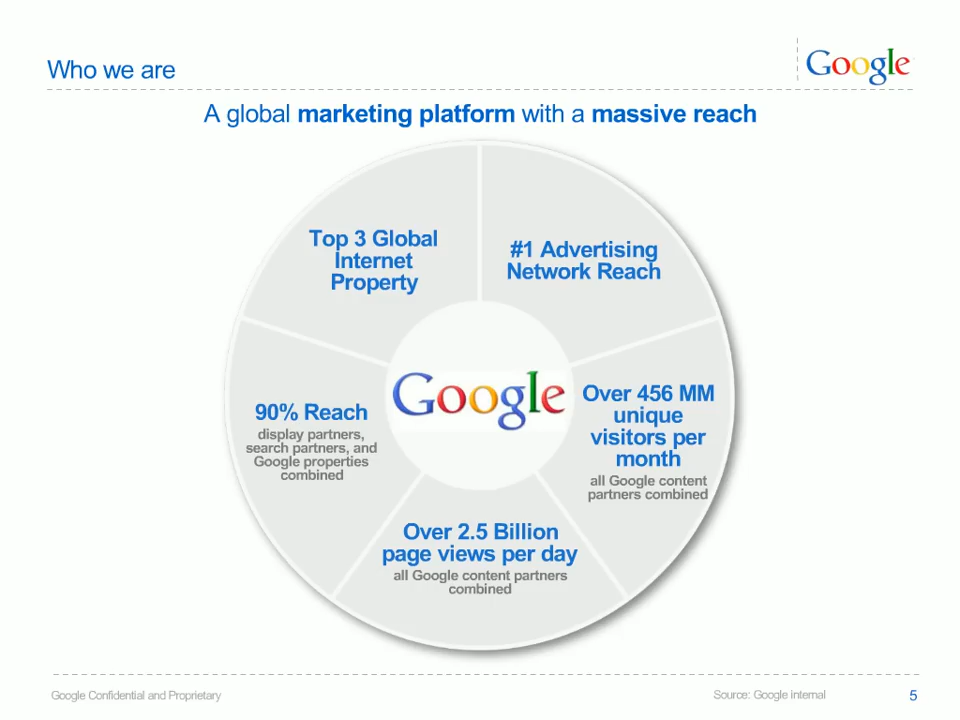 Who we are
Google
A global marketing platform with a massive reach
Top 3 Global
Internet
Property
#1 Advertising
Network Reach
Google
90% Reach
display partners,
search partners, and
Google properties
combined
Over 456 MM
unique
visitors per
month
all Google content
partners combined
Over 2.5 Billion
page views per day
all Google content partners
combined
Google Confidential and Proprietary
Source: Google internal
5